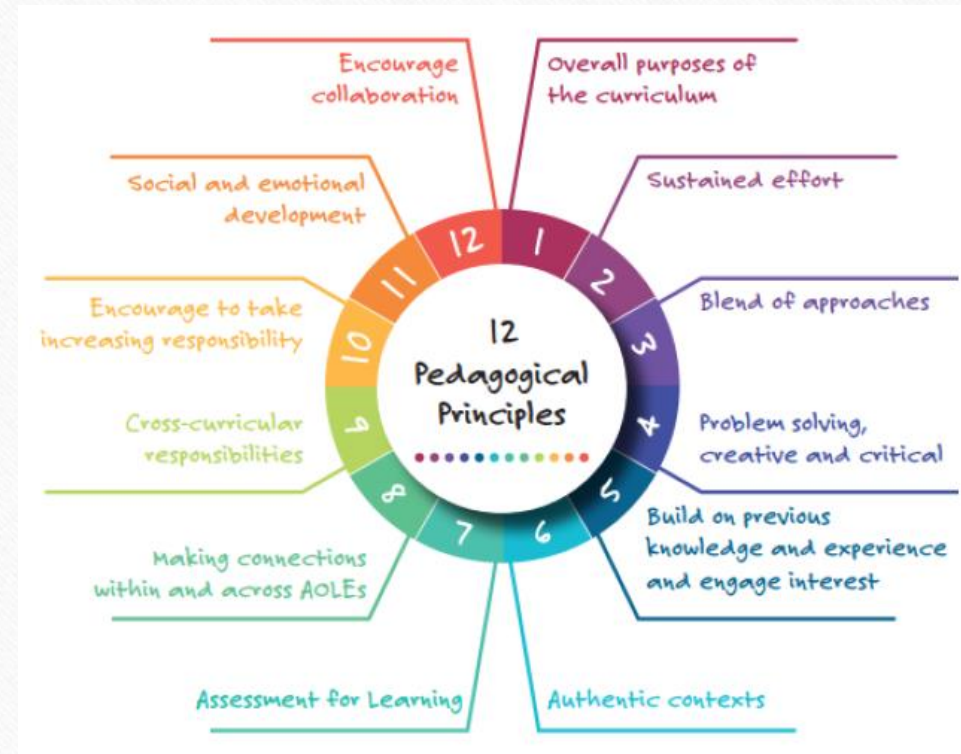 12
Pedagogical
Principles
1
Overall purposes of
the curriculum
2
Sustained effort
3
Blend of approaches
4
Problem solving,
creative and critical
5
Build on previous
knowledge and experience
and engage interest
6
Authentic contexts
7
Assessment for Learning
8
Making connections
within and across AOLEs
9
Cross-curricular
responsibilities
10
Encourage to take
increasing responsibility
11
Social and emotional
development
12
Encourage
collaboration